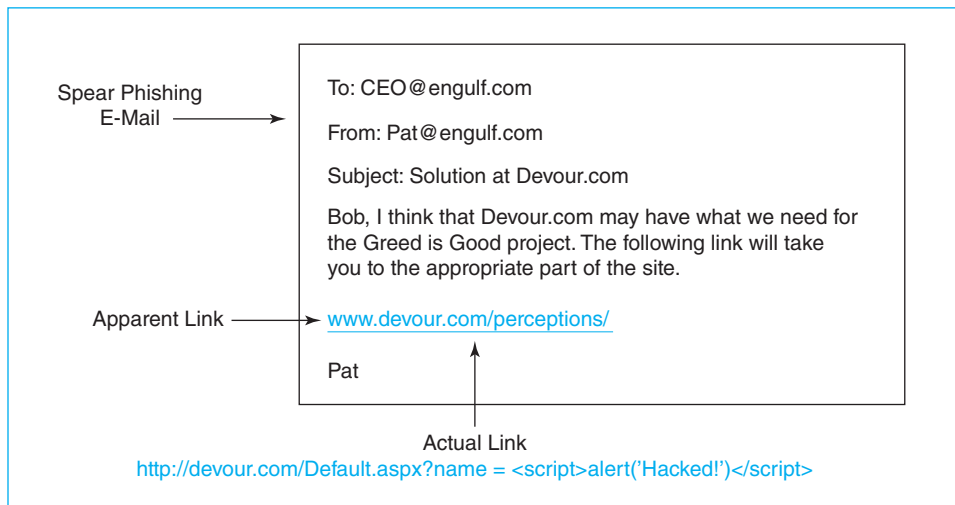 Spear Phishing
E-Mail
To: CEO@engulf.com
From: Pat@engulf.com
Subject: Solution at Devour.com
Bob, I think that Devour.com may have what we need for
the Greed is Good project. The following link will take
you to the appropriate part of the site.
Apparent Link
www.devour.com/perceptions/
Pat
Actual Link
http://devour.com/Default.aspx?name = <script>alert(’Hacked!’)</script>